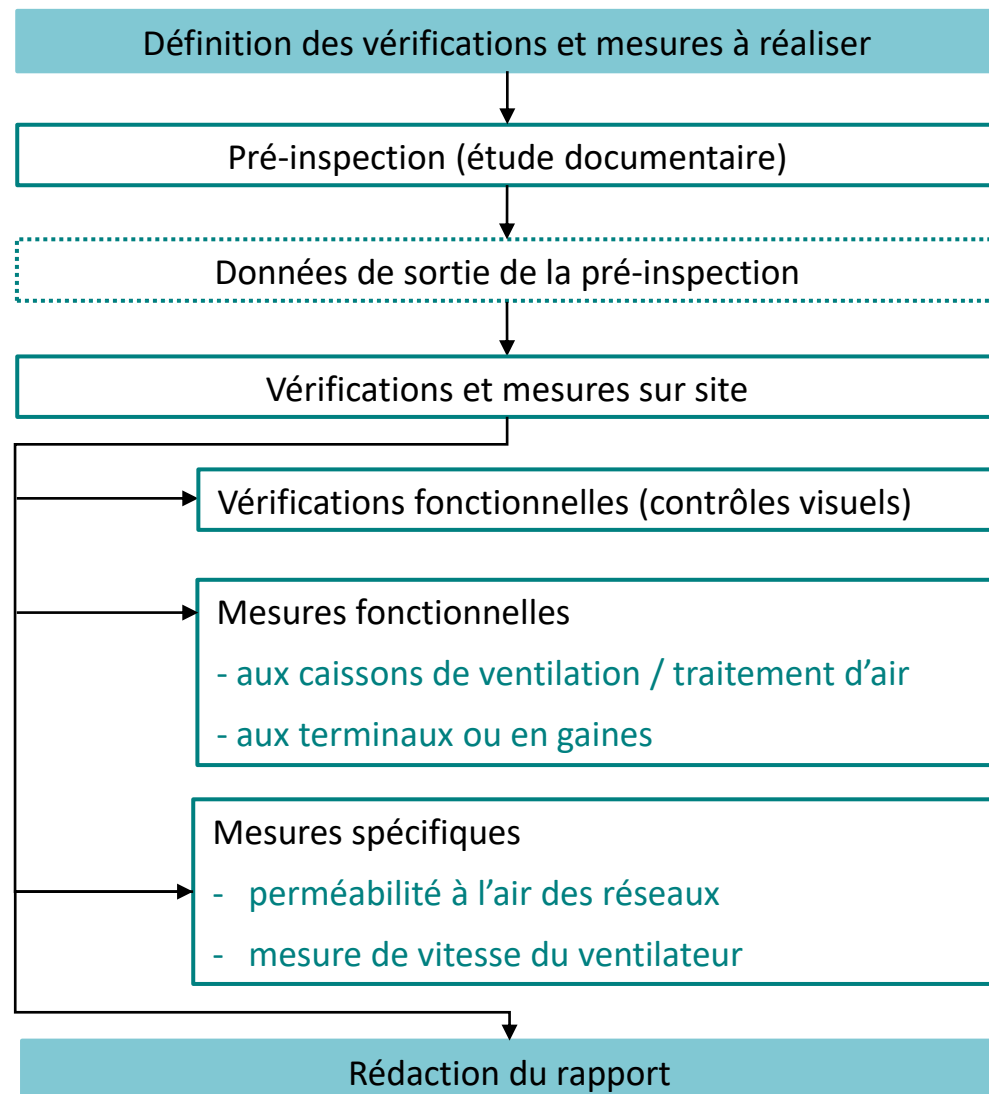 Définition des vérifications et mesures à réaliser
Pré-inspection (étude documentaire)
Données de sortie de la pré-inspection
Vérifications et mesures sur site
Vérifications fonctionnelles (contrôles visuels)
Mesures fonctionnelles
- aux caissons de ventilation / traitement d’air
- aux terminaux ou en gaines
Mesures spécifiques
- perméabilité à l’air des réseaux
- mesure de vitesse du ventilateur
Rédaction du rapport